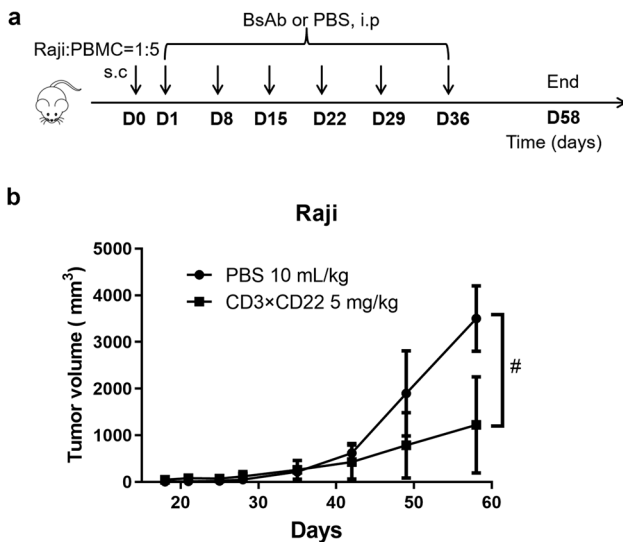 a
BsAb or PBS, i.p
Raji:PBMC=1:5
s.c
End
D0 D1 D8 D15 D22 D29 D36 D58
Time (days)
b
Raji
PBS 10 mL/kg
CD3×CD22 5 mg/kg
Tumor volume ( mm³)
5000
4000
3000
2000
1000
0
#
20 30 40 50 60
Days